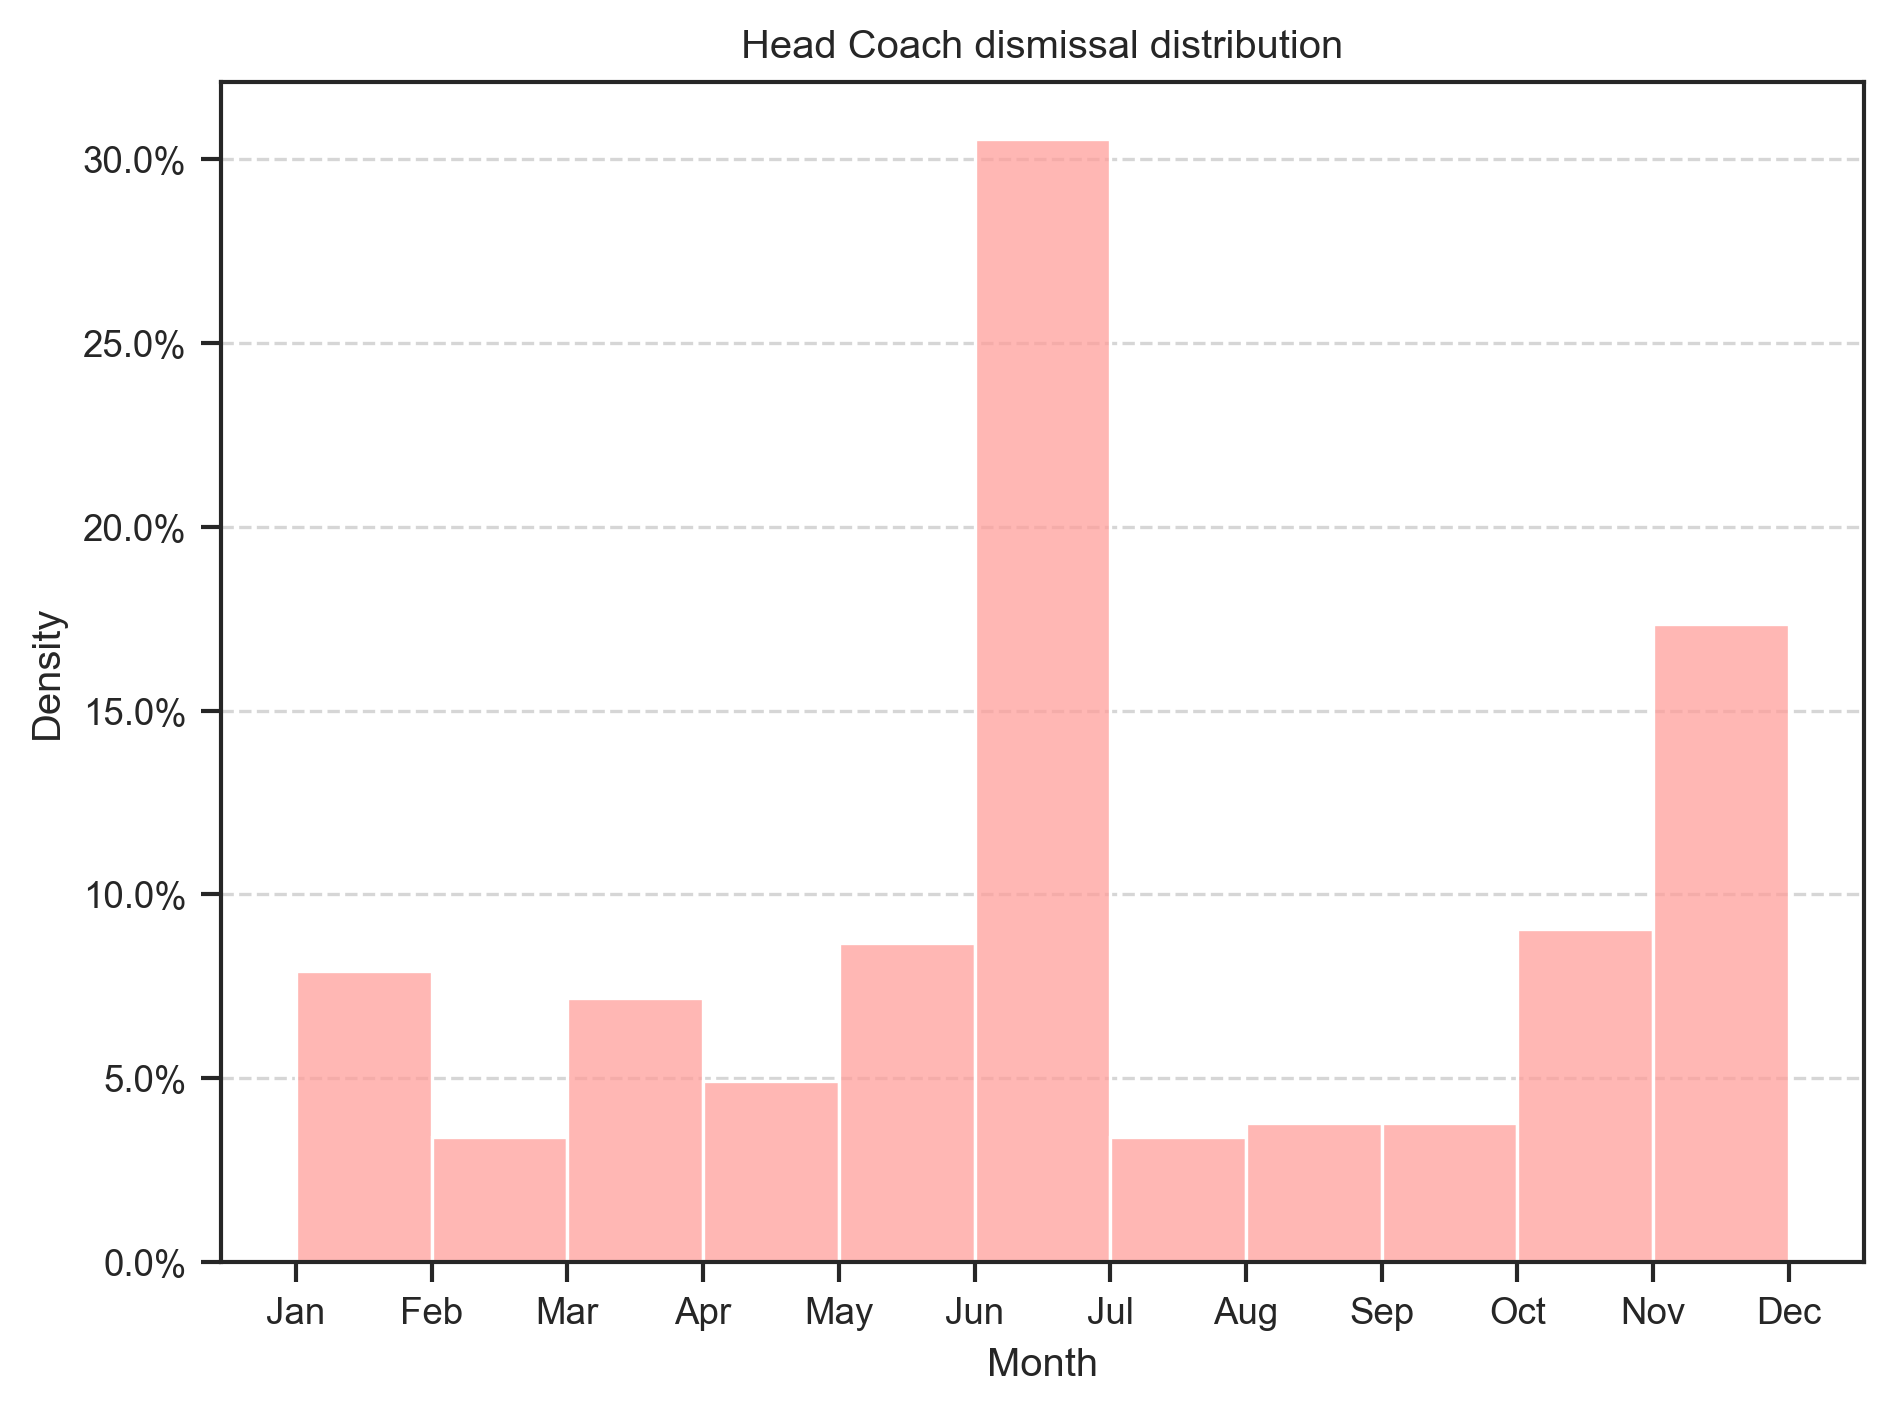 Head Coach dismissal distribution
30.0%
25.0%
20.0%
15.0%
10.0%
5.0%
0.0%
Density
Jan Feb Mar Apr May Jun Jul Aug Sep Oct Nov Dec
Month